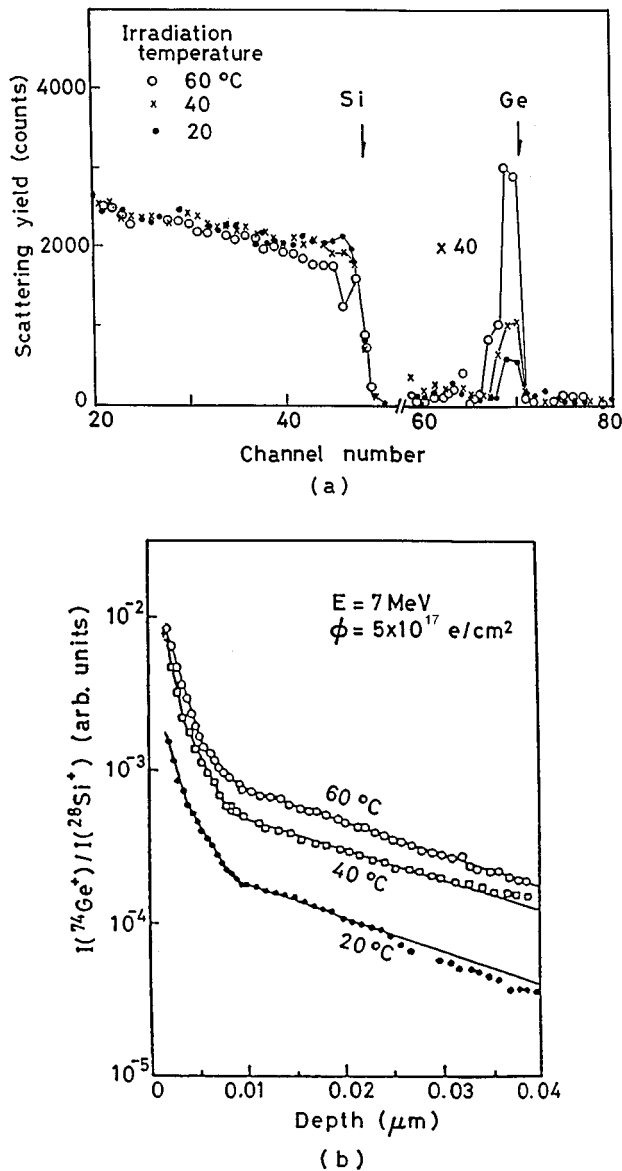 Irradiation
temperature
○ 60 °C
× 40
• 20
Si
Ge
× 40
4000
2000
0
Scattering yield (counts)
20
40
60
80
Channel number
(a)
E = 7 MeV
ϕ = 5x10¹⁷ e/cm²
60 °C
40 °C
20 °C
10⁻²
10⁻³
10⁻⁴
10⁻⁵
I(⁷⁴Ge⁺)/I(²⁸Si⁺) (arb. units)
0
0.01
0.02
0.03
0.04
Depth (μm)
(b)